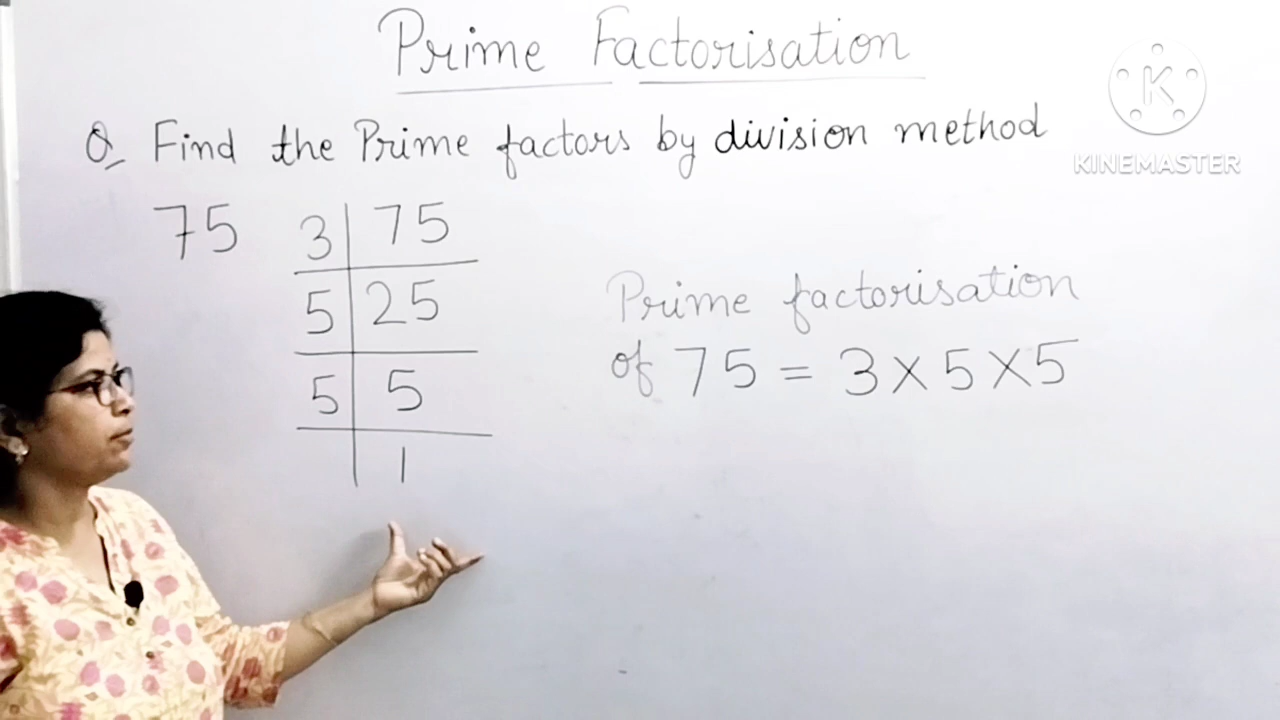 Prime Factorisation
Q Find the Prime factors by division method
75 3 75
5 25
5 5
1
Prime factorisation
of 75 = 3 × 5 × 5
K
KINEMASTER